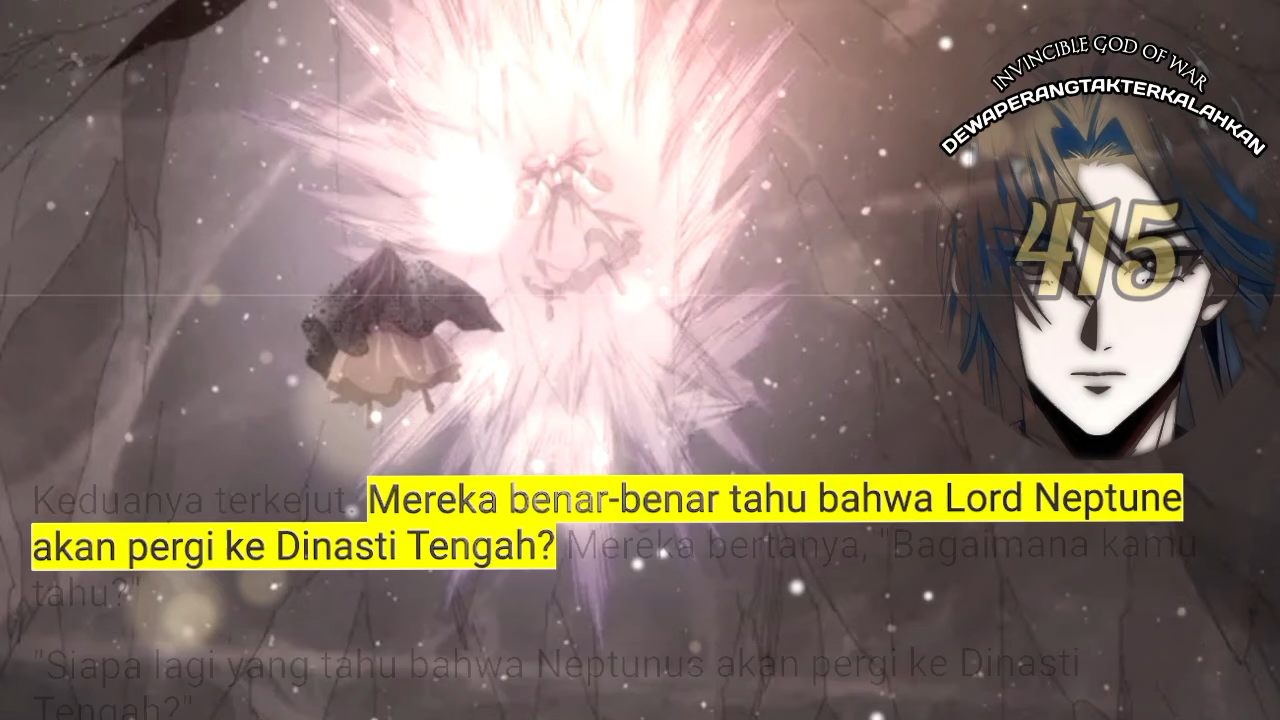 INVINCIBLE GOD OF WAR
DEWAPERANGTAKTERKALAHKAN
415
Keduanya terkejut. Mereka benar-benar tahu bahwa Lord Neptune
akan pergi ke Dinasti Tengah? Mereka bertanya, "Bagaimana kamu
tahu?"
"Siapa lagi yang tahu bahwa Neptunus akan pergi ke Dinasti
Tengah?"